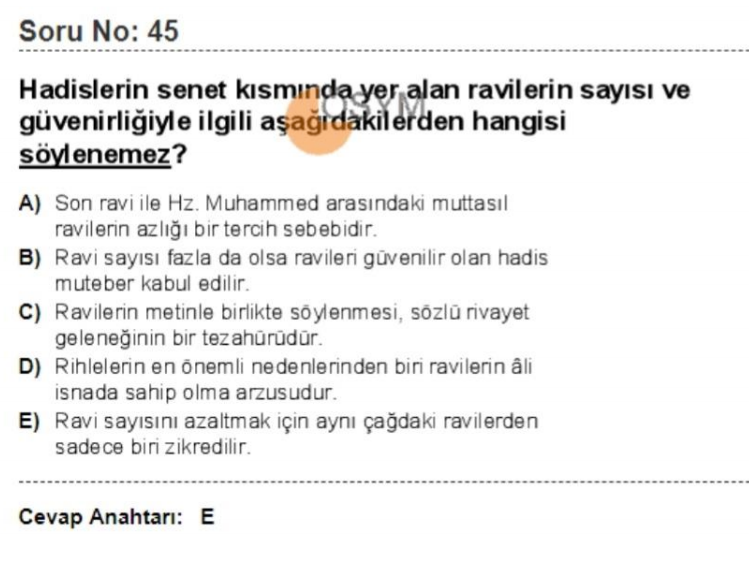 Soru No: 45
Hadislerin senet kısmında yer alan ravilerin sayısı ve
güvenirliğiyle ilgili aşağıdakilerden hangisi
söylenemez?
ÖSYM
A) Son ravi ile Hz. Muhammed arasındaki muttasıl
ravilerin azlığı bir tercih sebebidir.
B) Ravi sayısı fazla da olsa ravileri güvenilir olan hadis
muteber kabul edilir.
C) Ravilerin metinle birlikte söylenmesi, sözlü rivayet
geleneğinin bir tezahürüdür.
D) Rihlelerin en önemli nedenlerinden biri ravilerin âli
isnada sahip olma arzusudur.
E) Ravi sayısını azaltmak için aynı çağdaki ravilerden
sadece biri zikredilir.
Cevap Anahtarı: E